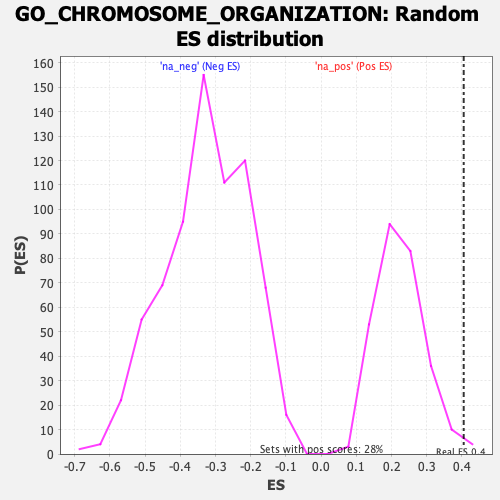 GO_CHROMOSOME_ORGANIZATION: Random
ES distribution
'na_neg' (Neg ES) 'na_pos' (Pos ES)
160
150
140
130
120
110
100
90
80
70
60
50
40
30
20
10
0
P(ES)
Sets with pos scores: 28%
Real ES 0.4
-0.7 -0.6 -0.5 -0.4 -0.3 -0.2 -0.1 0.0 0.1 0.2 0.3 0.4
ES